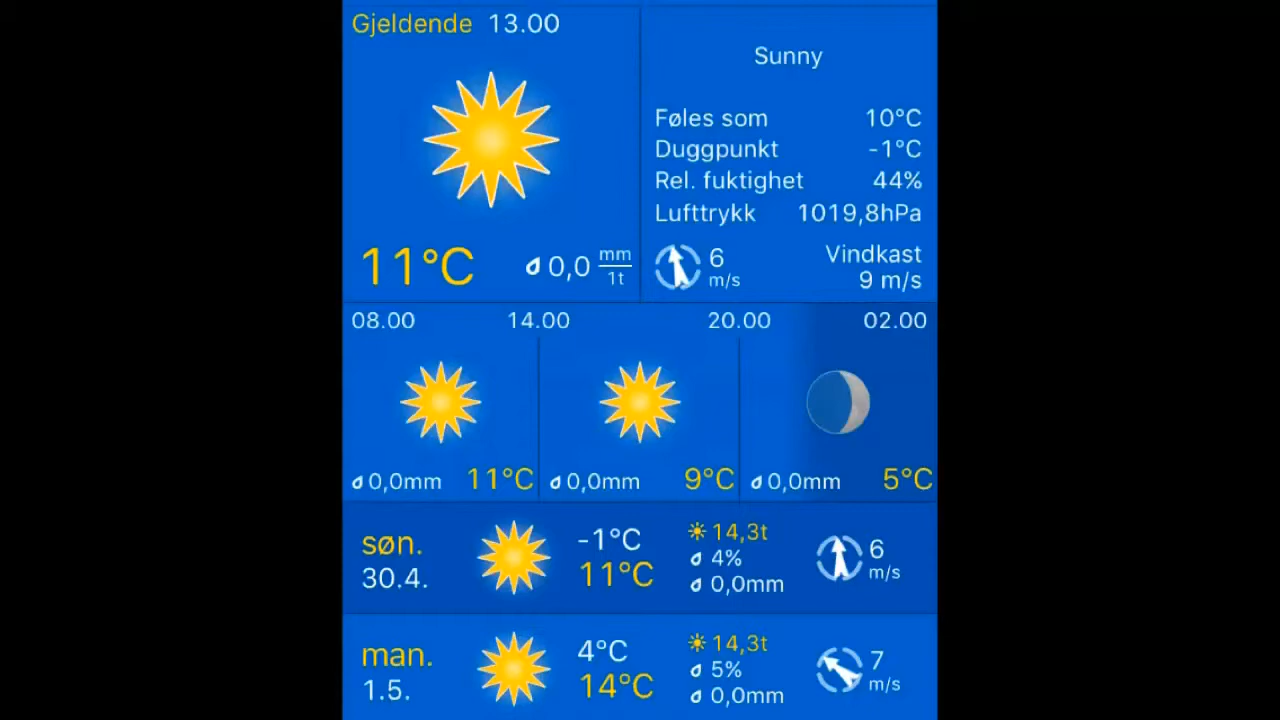 Gjeldende 13.00
Sunny
Føles som 10°C
Duggpunkt -1°C
Rel. fuktighet 44%
Lufttrykk 1019,8hPa
11°C 0,0 mm
1t
6
m/s
Vindkast
9 m/s
08.00 14.00 20.00 02.00
0,0mm 11°C 0,0mm 9°C 0,0mm 5°C
søn.
30.4.
-1°C
11°C
14,3t
4%
0,0mm
6
m/s
man.
1.5.
4°C
14°C
14,3t
5%
0,0mm
7
m/s